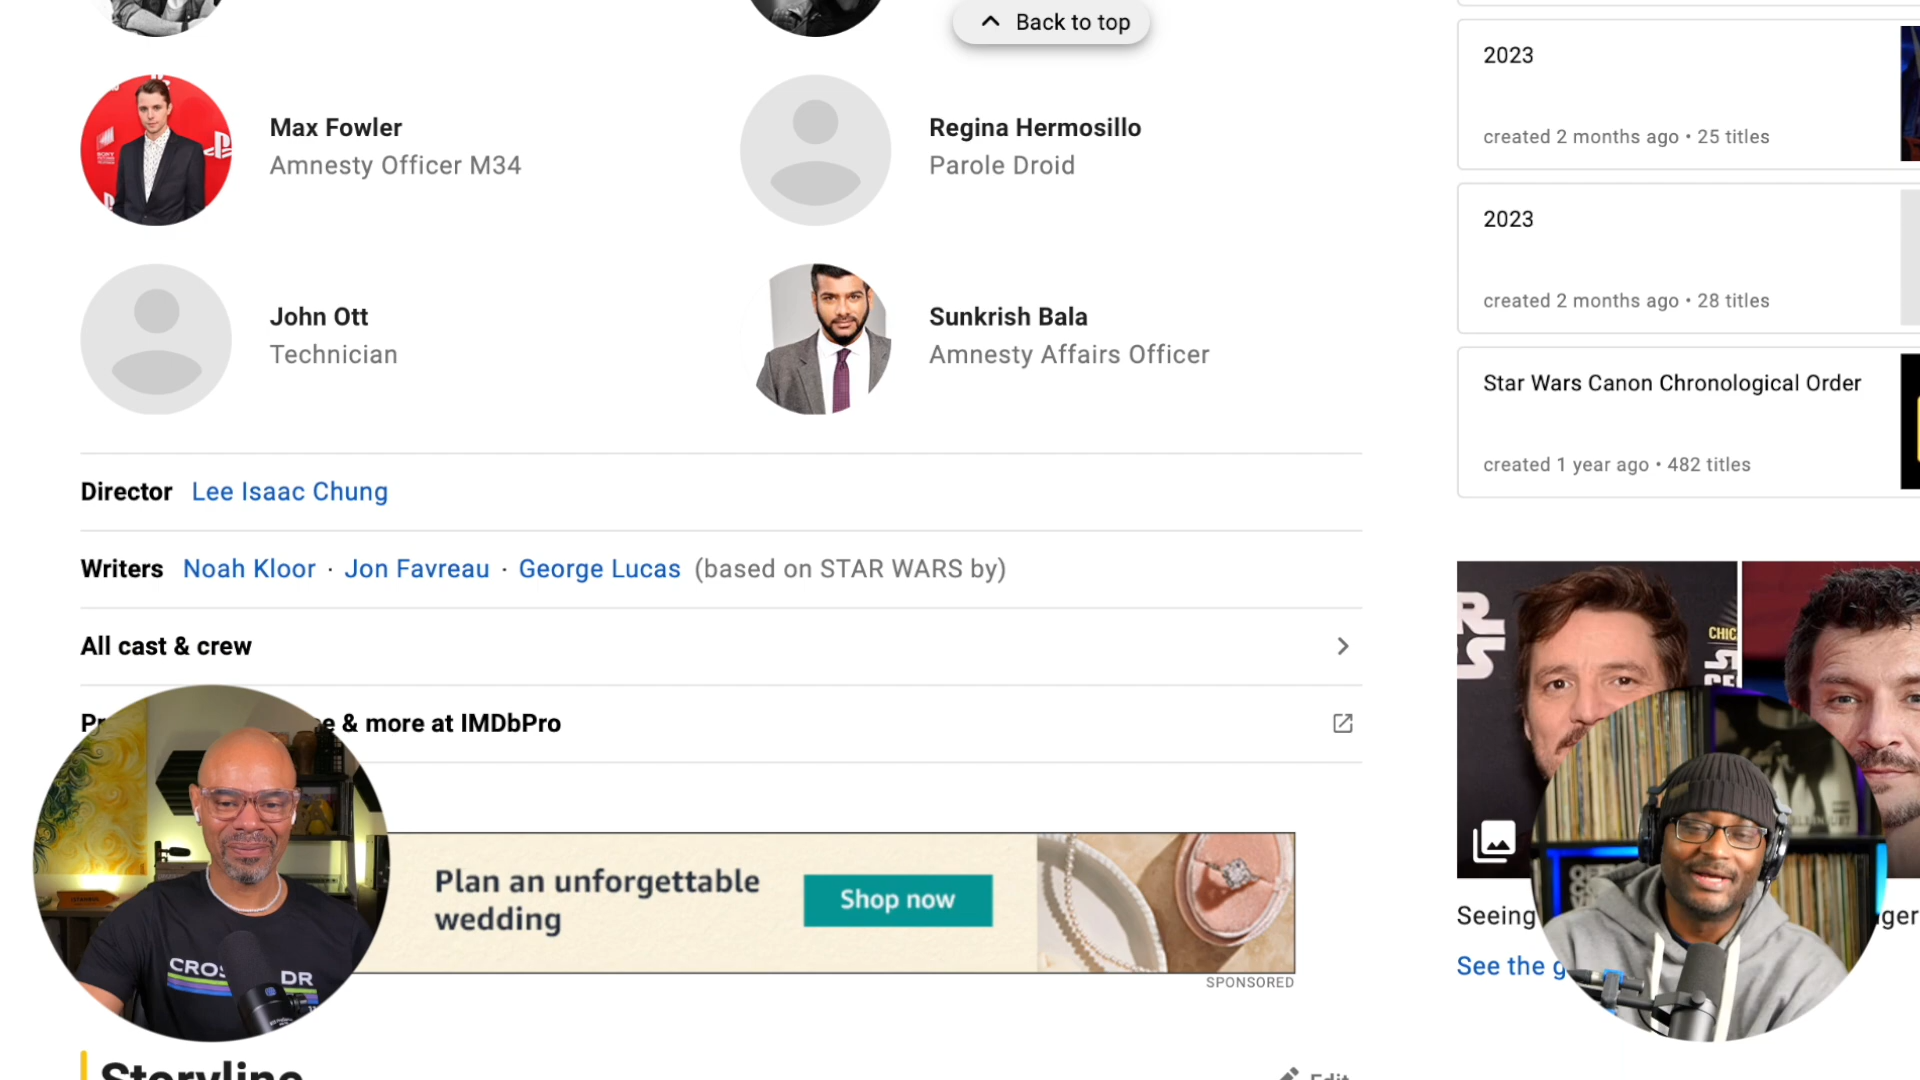 Back to top
Max Fowler
Amnesty Officer M34
Regina Hermosillo
Parole Droid
John Ott
Technician
Sunkrish Bala
Amnesty Affairs Officer
Director Lee Isaac Chung
Writers Noah Kloor · Jon Favreau · George Lucas (based on STAR WARS by)
All cast & crew
e & more at IMDbPro
Plan an unforgettable
wedding
Shop now
SPONSORED
Storyline
Edit
2023
created 2 months ago • 25 titles
2023
created 2 months ago • 28 titles
Star Wars Canon Chronological Order
created 1 year ago • 482 titles
Seeing
See the g